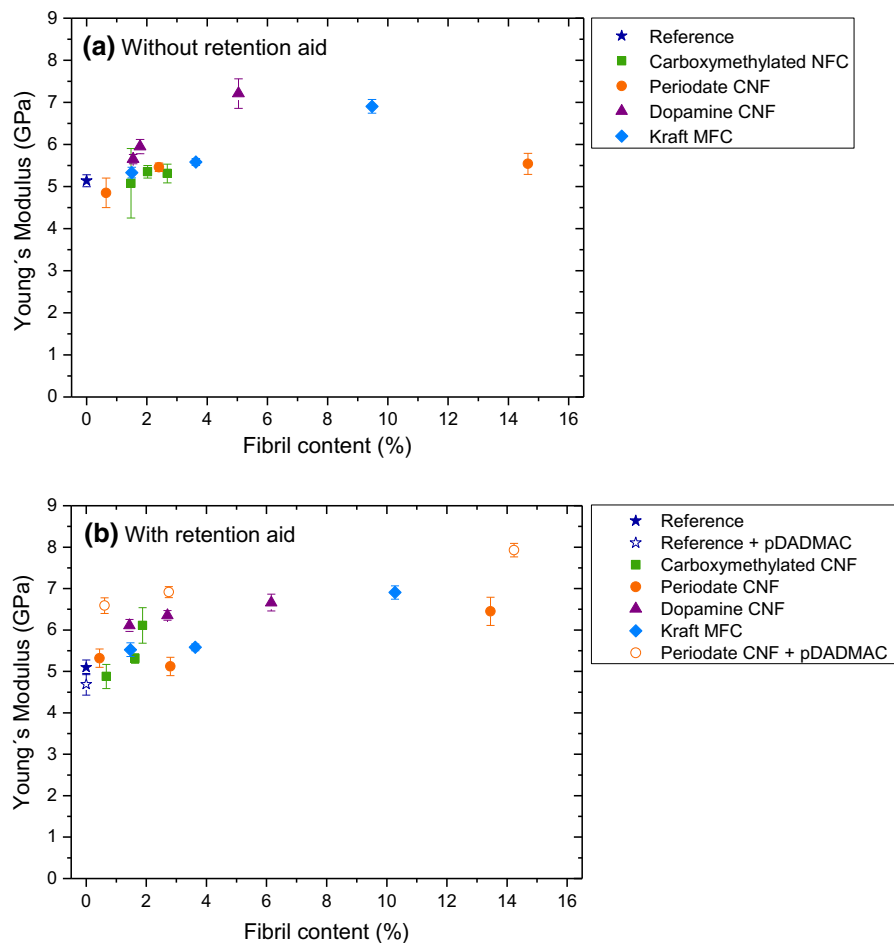 (a) Without retention aid
Young´s Modulus (GPa)
9
8
7
6
5
4
3
2
1
0
0 2 4 6 8 10 12 14 16
Fibril content (%)
Reference
Carboxymethylated NFC
Periodate CNF
Dopamine CNF
Kraft MFC
(b) With retention aid
Young´s Modulus (GPa)
9
8
7
6
5
4
3
2
1
0
0 2 4 6 8 10 12 14 16
Fibril content (%)
Reference
Reference + pDADMAC
Carboxymethylated CNF
Periodate CNF
Dopamine CNF
Kraft MFC
Periodate CNF + pDADMAC